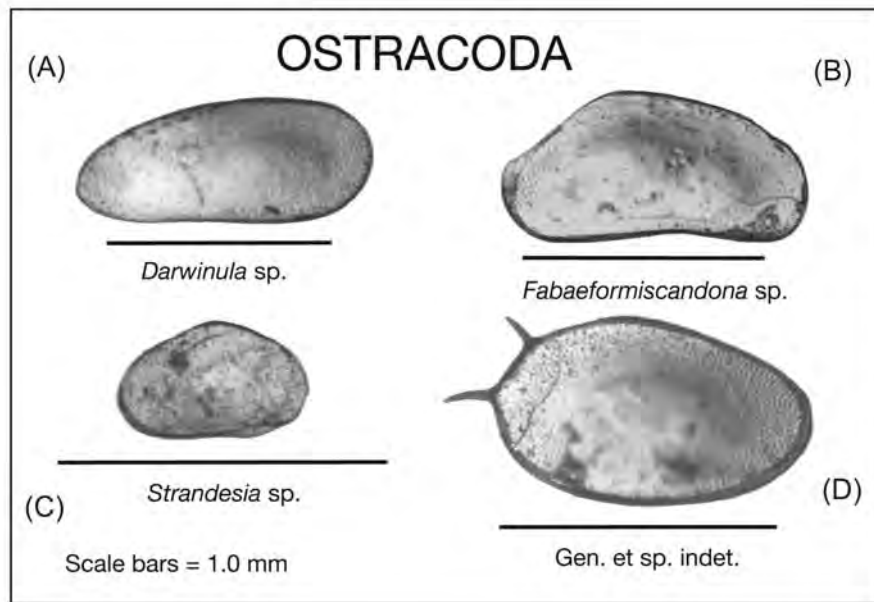 OSTRACODA
(A)
(B)
Darwinula sp.
Fabaeformiscandona sp.
Strandesia sp.
(C)
(D)
Gen. et sp. indet.
Scale bars = 1.0 mm